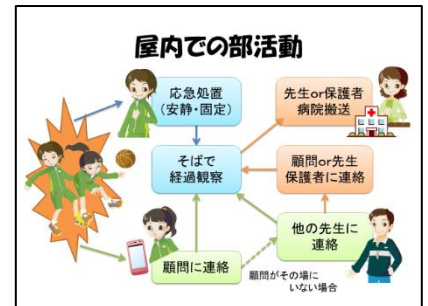 屋内での部活動
応急処置
(安静・固定)
先生or保護者
病院搬送
そばで
経過観察
顧問or先生
保護者に連絡
他の先生に
連絡
顧問に連絡
顧問がその場に
いない場合